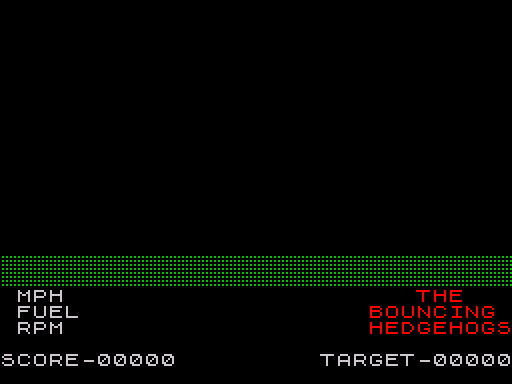 MPH
FUEL
RPM
THE
BOUNCING
HEDGEHOGS
SCORE-00000
TARGET-00000